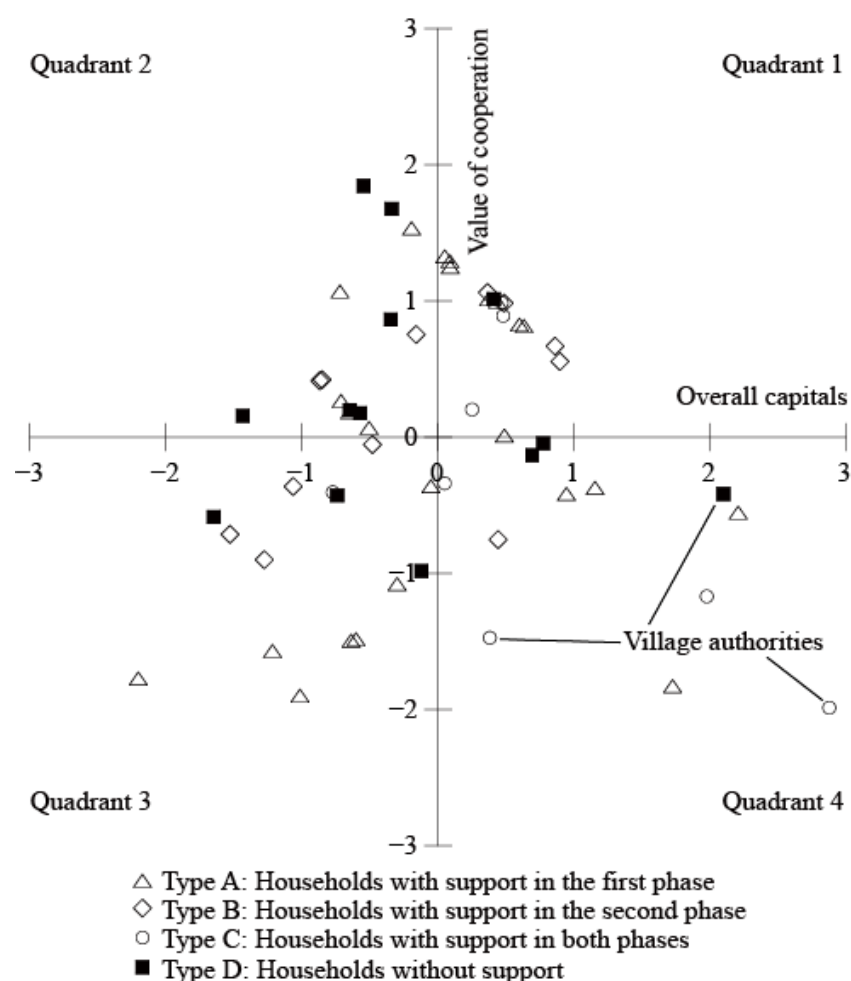 3
Quadrant 2
Quadrant 1
Value of cooperation
2
1
Overall capitals
0
−3
−2
−1
0
1
2
3
−1
Village authorities
−2
Quadrant 3
Quadrant 4
−3
Type A: Households with support in the first phase
Type B: Households with support in the second phase
Type C: Households with support in both phases
Type D: Households without support